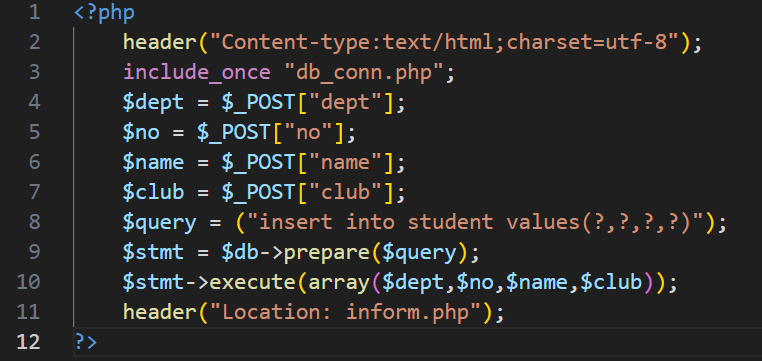 1 <?php
2     header("Content-type:text/html;charset=utf-8");
3     include_once "db_conn.php";
4     $dept = $_POST["dept"];
5     $no = $_POST["no"];
6     $name = $_POST["name"];
7     $club = $_POST["club"];
8     $query = ("insert into student values(?,?,?,?)");
9     $stmt = $db->prepare($query);
10     $stmt->execute(array($dept,$no,$name,$club));
11     header("Location: inform.php");
12 ?>